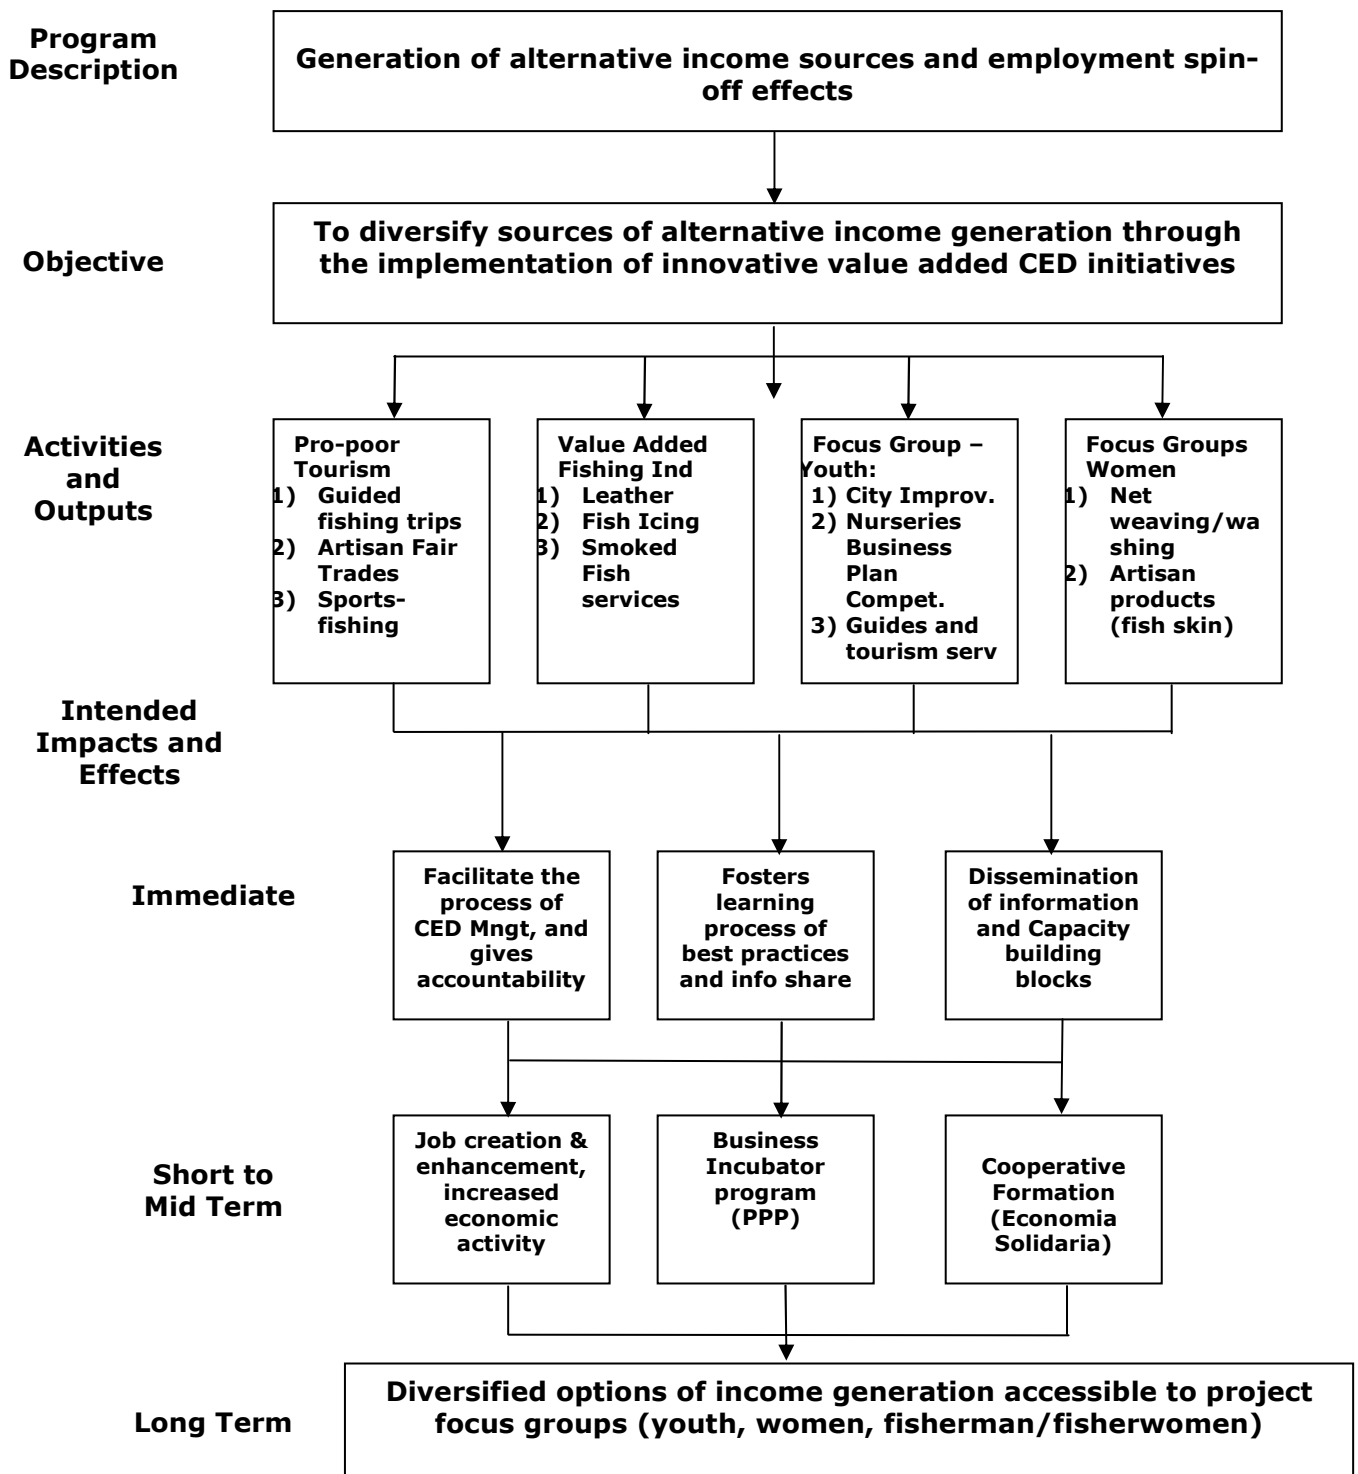 Program
Description
Generation of alternative income sources and employment spin-
off effects
Objective
To diversify sources of alternative income generation through
the implementation of innovative value added CED initiatives
Activities
and
Outputs
Pro-poor
Tourism
1) Guided
fishing trips
2) Artisan Fair
Trades
3) Sports-
fishing
Value Added
Fishing Ind
1) Leather
2) Fish Icing
3) Smoked
Fish
services
Focus Group –
Youth:
1) City Improv.
2) Nurseries
Business
Plan
Compet.
3) Guides and
tourism serv
Focus Groups
Women
1) Net
weaving/wa
shing
2) Artisan
products
(fish skin)
Intended
Impacts and
Effects
Immediate
Facilitate the
process of
CED Mngt, and
gives
accountability
Fosters
learning
process of
best practices
and info share
Dissemination
of information
and Capacity
building
blocks
Short to
Mid Term
Job creation &
enhancement,
increased
economic
activity
Business
Incubator
program
(PPP)
Cooperative
Formation
(Economia
Solidaria)
Long Term
Diversified options of income generation accessible to project
focus groups (youth, women, fisherman/fisherwomen)